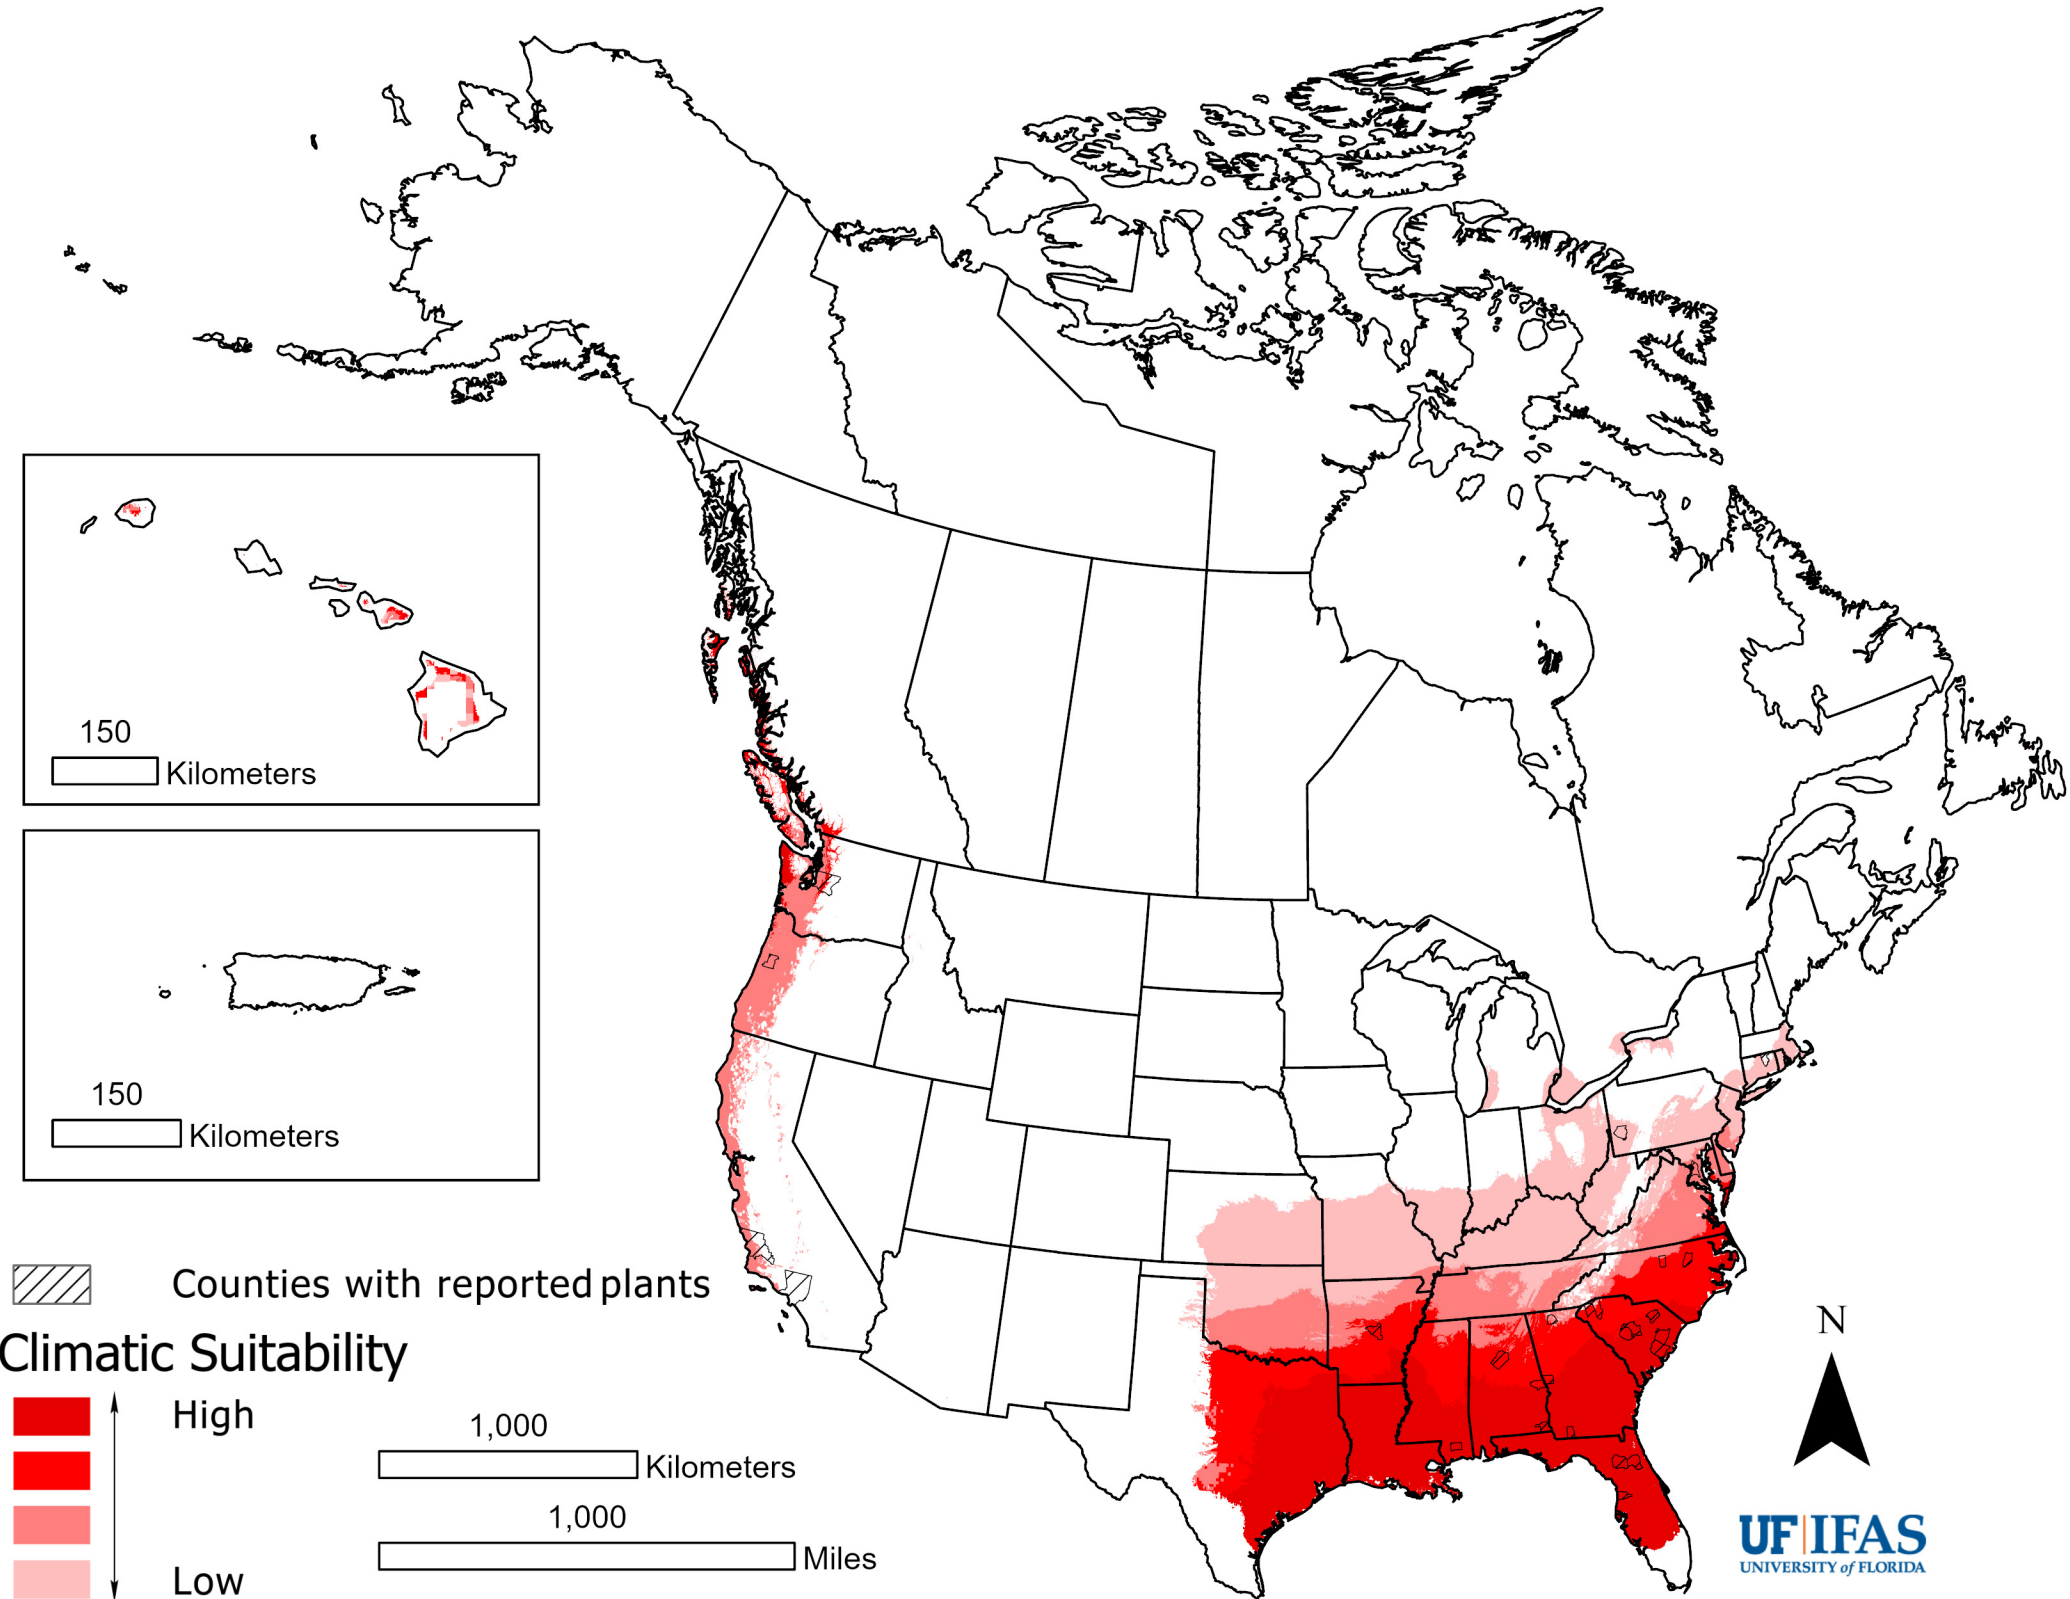 150
Kilometers
150
Kilometers
Counties with reported plants
Climatic Suitability
High
Low
1,000
Kilometers
1,000
Miles
N
UF|IFAS
UNIVERSITY of FLORIDA